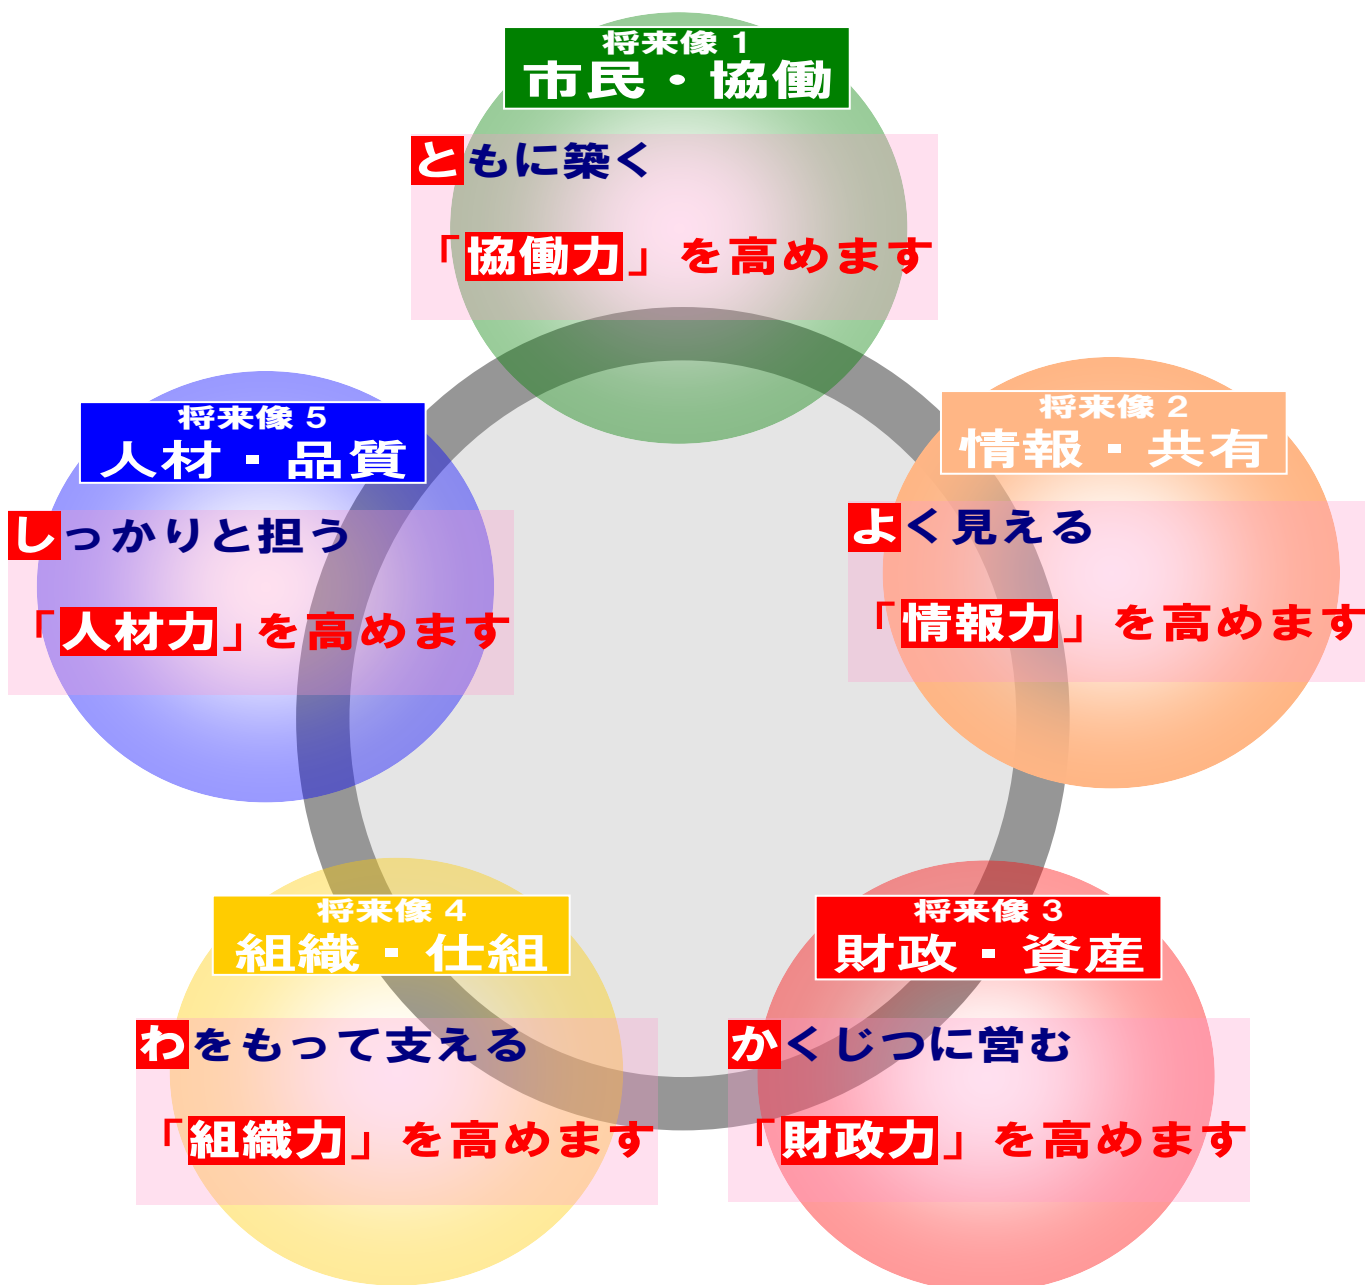 将来像 1
市民・協働
ともに築く
「協働力」を高めます
将来像 2
情報・共有
よく見える
「情報力」を高めます
将来像 3
財政・資産
かくじつに営む
「財政力」を高めます
将来像 4
組織・仕組
わをもって支える
「組織力」を高めます
将来像 5
人材・品質
しっかりと担う
「人材力」を高めます